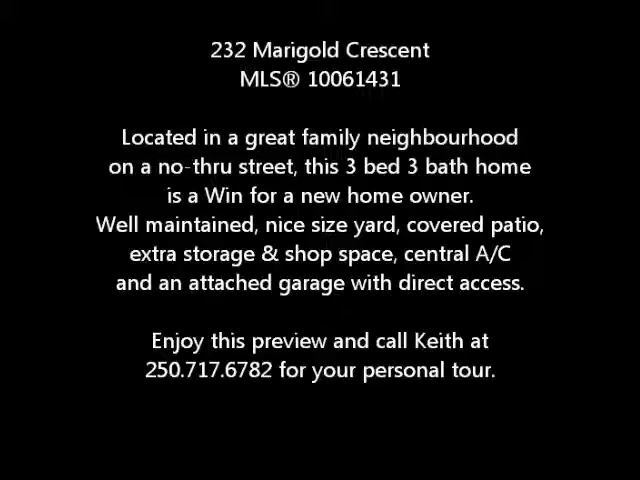 232 Marigold Crescent
MLS® 10061431
Located in a great family neighbourhood
on a no-thru street, this 3 bed 3 bath home
is a Win for a new home owner.
Well maintained, nice size yard, covered patio,
extra storage & shop space, central A/C
and an attached garage with direct access.
Enjoy this preview and call Keith at
250.717.6782 for your personal tour.